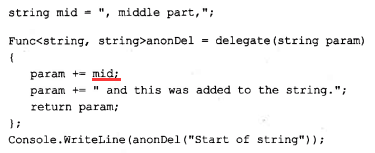 string mid = ", middle part,";
Func<string, string>anonDel = delegate(string param)
{
param += mid;
param += " and this was added to the string.";
return param;
};
Console.WriteLine(anonDel("Start of string"));